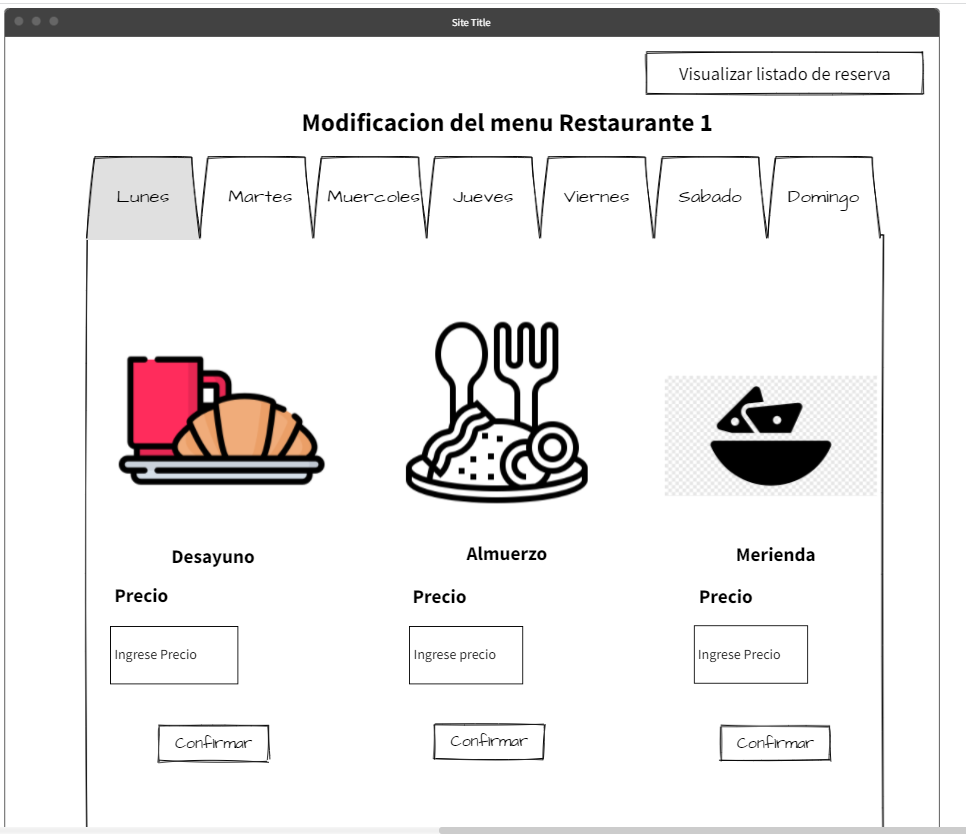 Site Title
Visualizar listado de reserva
Modificacion del menu Restaurante 1
Lunes Martes Muercoles Jueves Viernes Sabado Domingo
Desayuno Almuerzo Merienda
Precio Precio Precio
Ingrese Precio Ingrese precio Ingrese Precio
Confirmar Confirmar Confirmar